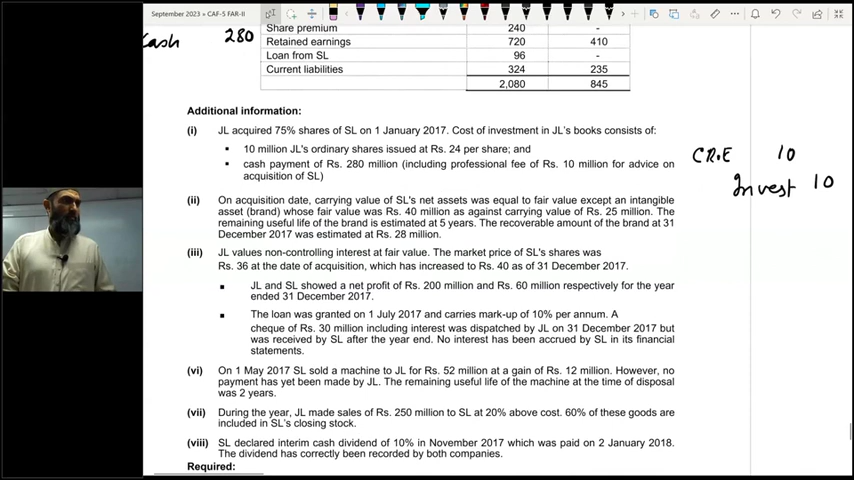 September 2023 » CAF-5 FAR-II
Cash 280
Share premium 240 -
Retained earnings 720 410
Loan from SL 96 -
Current liabilities 324 235
2,080 845
Additional information:
(i) JL acquired 75% shares of SL on 1 January 2017. Cost of investment in JL's books consists of:
▪ 10 million JL's ordinary shares issued at Rs. 24 per share; and
▪ cash payment of Rs. 280 million (including professional fee of Rs. 10 million for advice on
acquisition of SL)
CR.E 10
Invest 10
(ii) On acquisition date, carrying value of SL's net assets was equal to fair value except an intangible
asset (brand) whose fair value was Rs. 40 million as against carrying value of Rs. 25 million. The
remaining useful life of the brand is estimated at 5 years. The recoverable amount of the brand at 31
December 2017 was estimated at Rs. 28 million.
(iii) JL values non-controlling interest at fair value. The market price of SL's shares was
Rs. 36 at the date of acquisition, which has increased to Rs. 40 as of 31 December 2017.
▪ JL and SL showed a net profit of Rs. 200 million and Rs. 60 million respectively for the year
ended 31 December 2017.
▪ The loan was granted on 1 July 2017 and carries mark-up of 10% per annum. A
cheque of Rs. 30 million including interest was dispatched by JL on 31 December 2017 but
was received by SL after the year end. No interest has been accrued by SL in its financial
statements.
(vi) On 1 May 2017 SL sold a machine to JL for Rs. 52 million at a gain of Rs. 12 million. However, no
payment has yet been made by JL. The remaining useful life of the machine at the time of disposal
was 2 years.
(vii) During the year, JL made sales of Rs. 250 million to SL at 20% above cost. 60% of these goods are
included in SL's closing stock.
(viii) SL declared interim cash dividend of 10% in November 2017 which was paid on 2 January 2018.
The dividend has correctly been recorded by both companies.
Required: